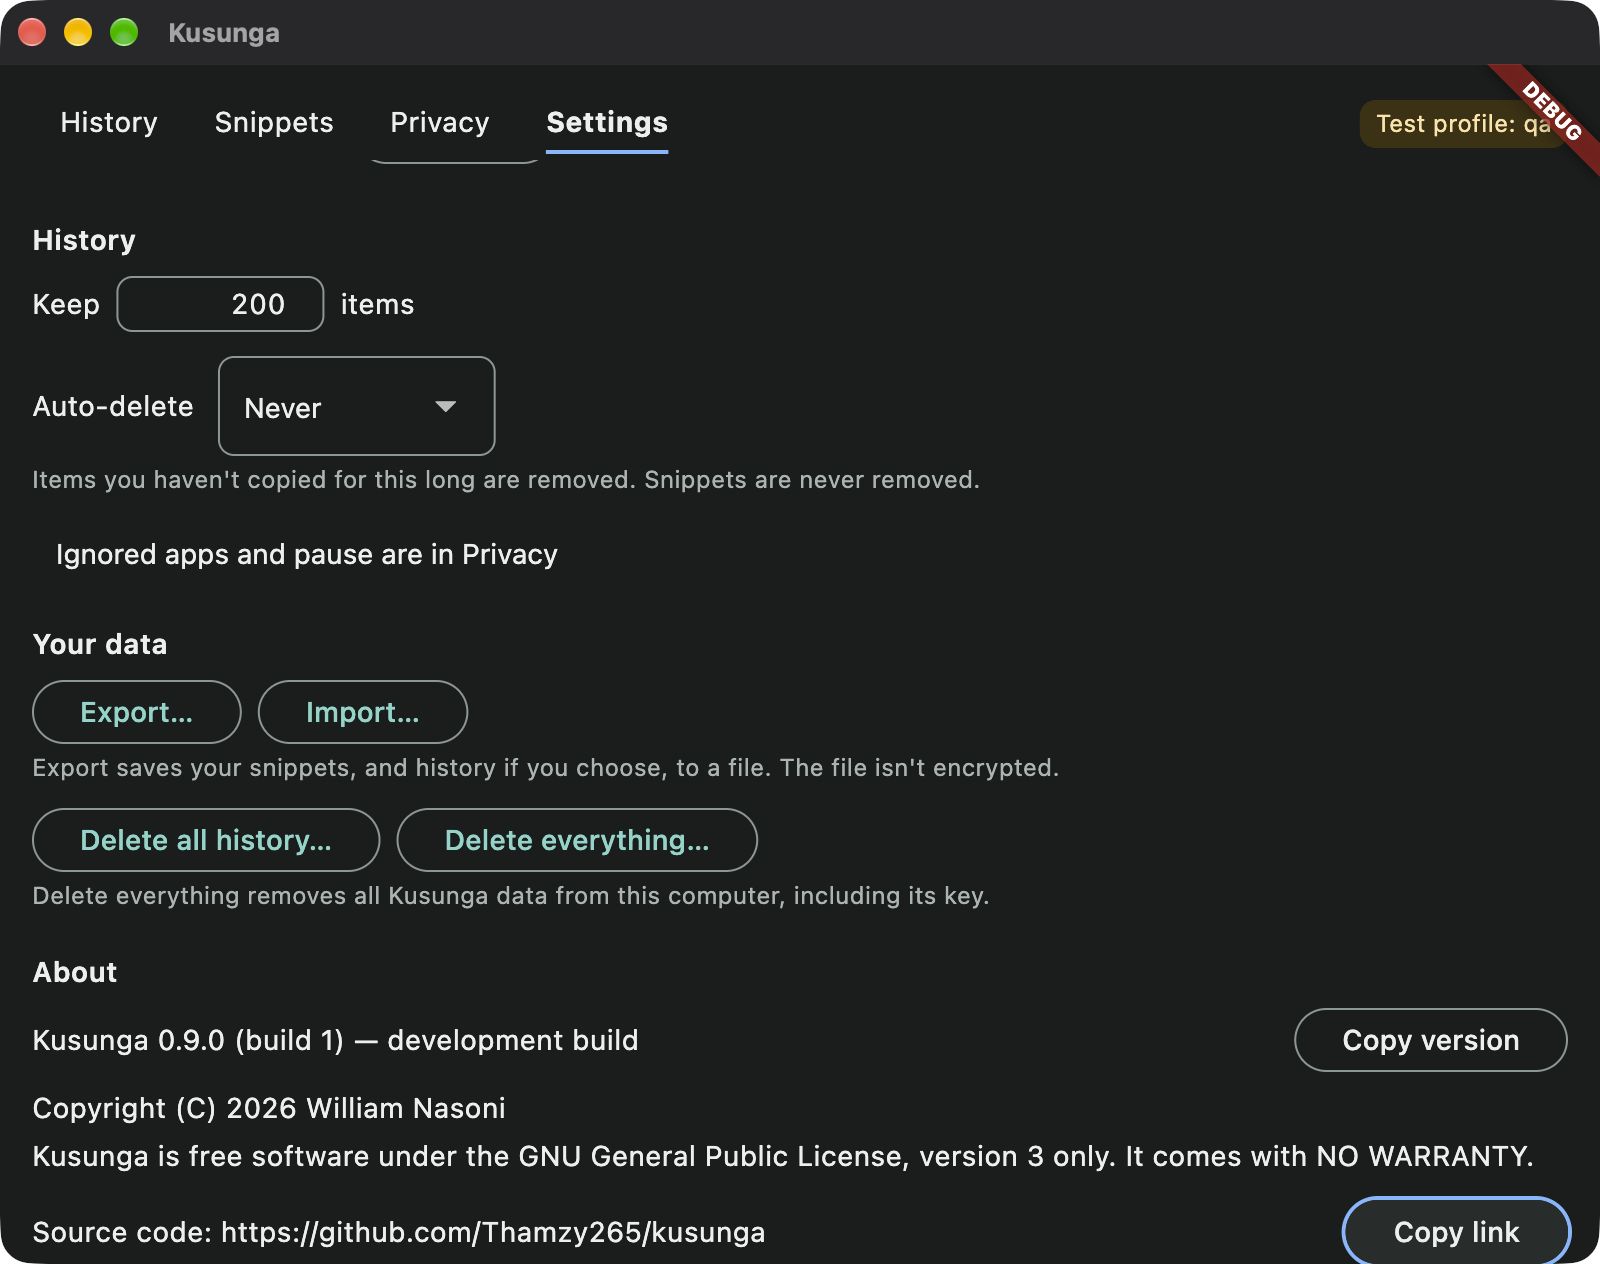 Kusunga
History Snippets Privacy Settings
Test profile: qa
DEBUG
History
Keep 200 items
Auto-delete Never
Items you haven't copied for this long are removed. Snippets are never removed.
Ignored apps and pause are in Privacy
Your data
Export... Import...
Export saves your snippets, and history if you choose, to a file. The file isn't encrypted.
Delete all history... Delete everything...
Delete everything removes all Kusunga data from this computer, including its key.
About
Kusunga 0.9.0 (build 1) — development build
Copy version
Copyright (C) 2026 William Nasoni
Kusunga is free software under the GNU General Public License, version 3 only. It comes with NO WARRANTY.
Source code: https://github.com/Thamzy265/kusunga
Copy link